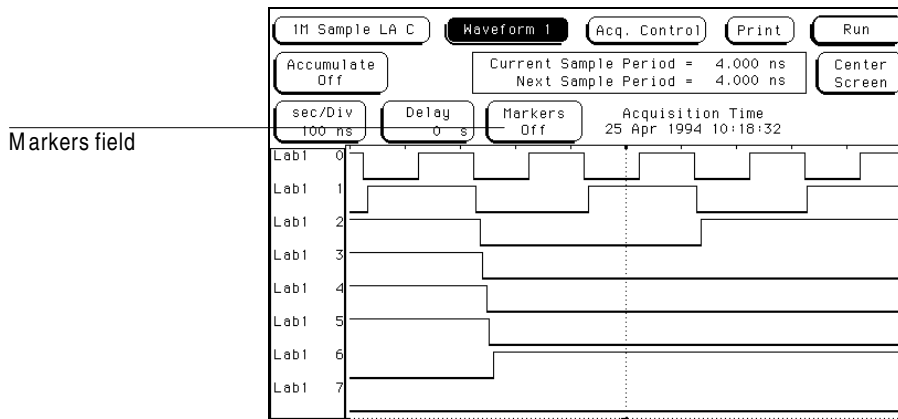 1M Sample LA C Waveform 1 Acq. Control Print Run
Accumulate Off
Current Sample Period = 4.000 ns
Next Sample Period = 4.000 ns
Center Screen
sec/Div 100 ns
Delay 0 s
Markers Off
Acquisition Time
25 Apr 1994 10:18:32
Markers field
Lab1 0
Lab1 1
Lab1 2
Lab1 3
Lab1 4
Lab1 5
Lab1 6
Lab1 7